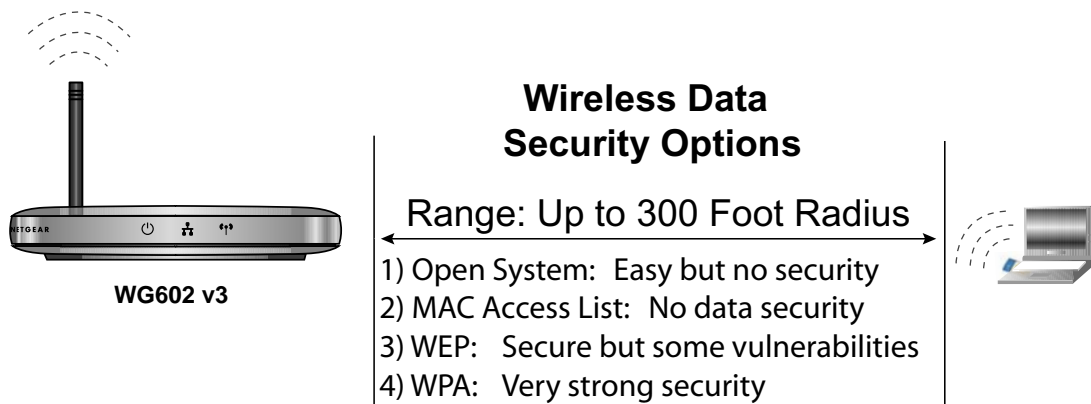 Wireless Data
Security Options
Range: Up to 300 Foot Radius
NETGEAR
WG602 v3
1) Open System: Easy but no security
2) MAC Access List: No data security
3) WEP: Secure but some vulnerabilities
4) WPA: Very strong security